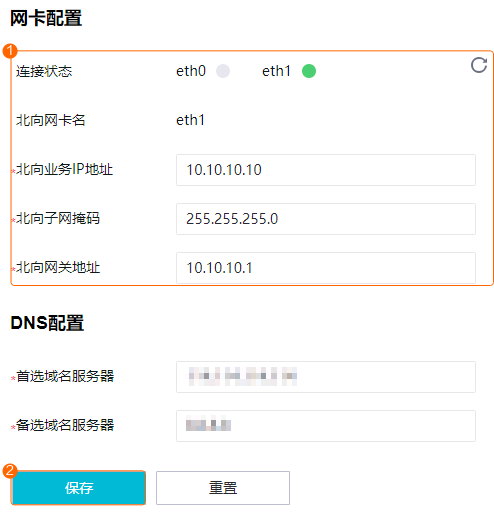 网卡配置
1
连接状态 eth0 eth1
北向网卡名 eth1
*北向业务IP地址 10.10.10.10
*北向子网掩码 255.255.255.0
*北向网关地址 10.10.10.1
DNS配置
*首选域名服务器
*备选域名服务器
2
保存 重置